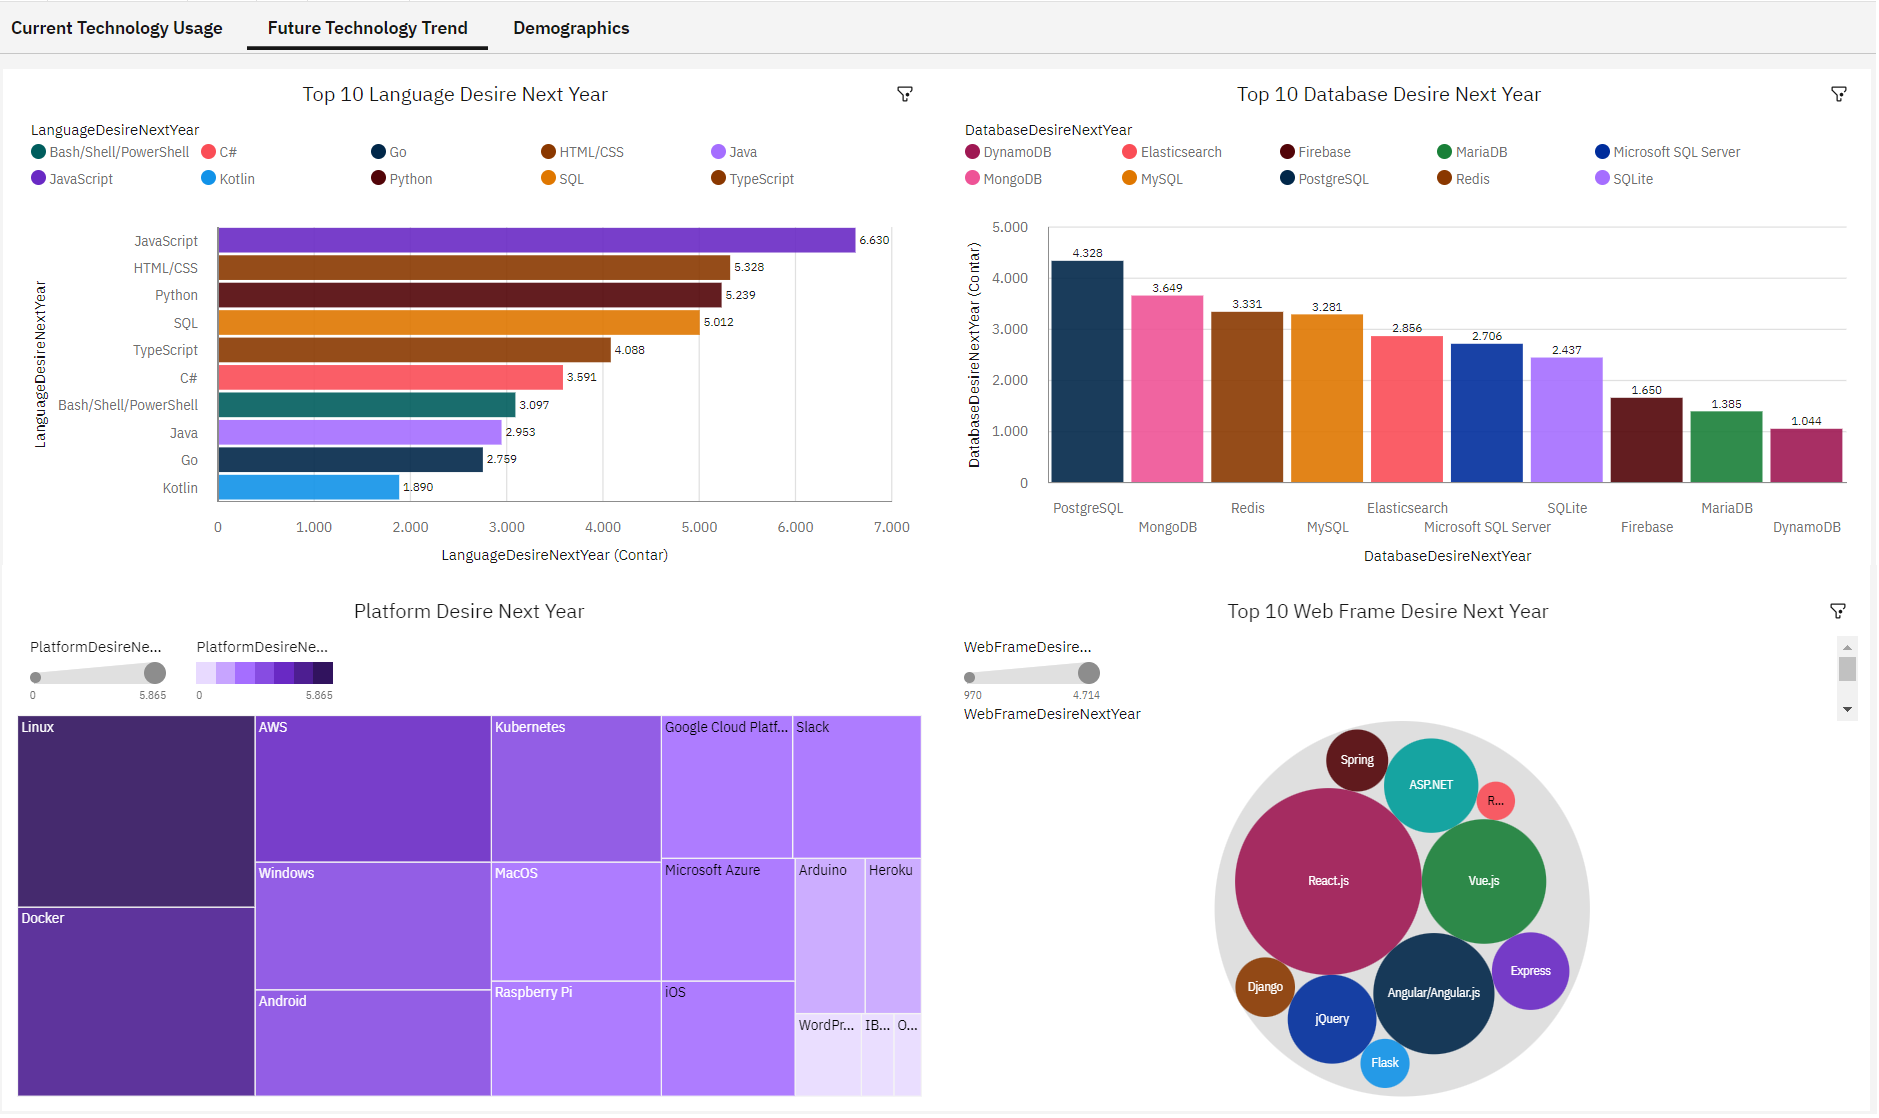 Current Technology Usage
Future Technology Trend
Demographics
Top 10 Language Desire Next Year
LanguageDesireNextYear
Bash/Shell/PowerShell C# Go HTML/CSS Java
JavaScript Kotlin Python SQL TypeScript
LanguageDesireNextYear
JavaScript 6.630
HTML/CSS 5.328
Python 5.239
SQL 5.012
TypeScript 4.088
C# 3.591
Bash/Shell/PowerShell 3.097
Java 2.953
Go 2.759
Kotlin 1.890
0 1.000 2.000 3.000 4.000 5.000 6.000 7.000
LanguageDesireNextYear (Contar)
Top 10 Database Desire Next Year
DatabaseDesireNextYear
DynamoDB Elasticsearch Firebase MariaDB Microsoft SQL Server
MongoDB MySQL PostgreSQL Redis SQLite
DatabaseDesireNextYear (Contar)
5.000
4.000
3.000
2.000
1.000
0
4.328 3.649 3.331 3.281 2.856 2.706 2.437 1.650 1.385 1.044
PostgreSQL Redis Elasticsearch SQLite MariaDB
MongoDB MySQL Microsoft SQL Server Firebase DynamoDB
DatabaseDesireNextYear
Platform Desire Next Year
PlatformDesireNe... PlatformDesireNe...
0 5.865 0 5.865
Linux
AWS
Kubernetes
Google Cloud Platf...
Slack
Windows
MacOS
Microsoft Azure
Arduino
Heroku
Docker
Android
Raspberry Pi
iOS
WordPr...
IB...
O...
Top 10 Web Frame Desire Next Year
WebFrameDesire...
970 4.714
WebFrameDesireNextYear
Spring
ASP.NET
R...
React.js
Vue.js
Express
Django
Angular/Angular.js
jQuery
Flask